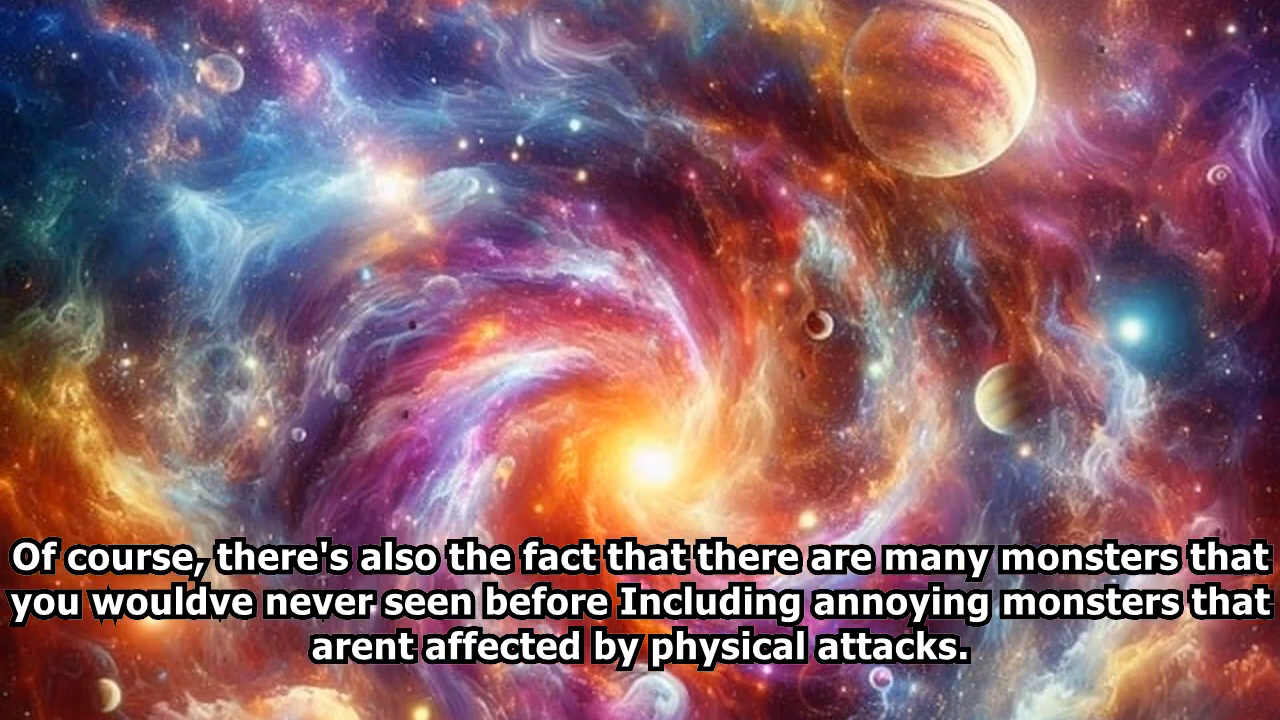 Of course, there's also the fact that there are many monsters that
you wouldve never seen before Including annoying monsters that
arent affected by physical attacks.